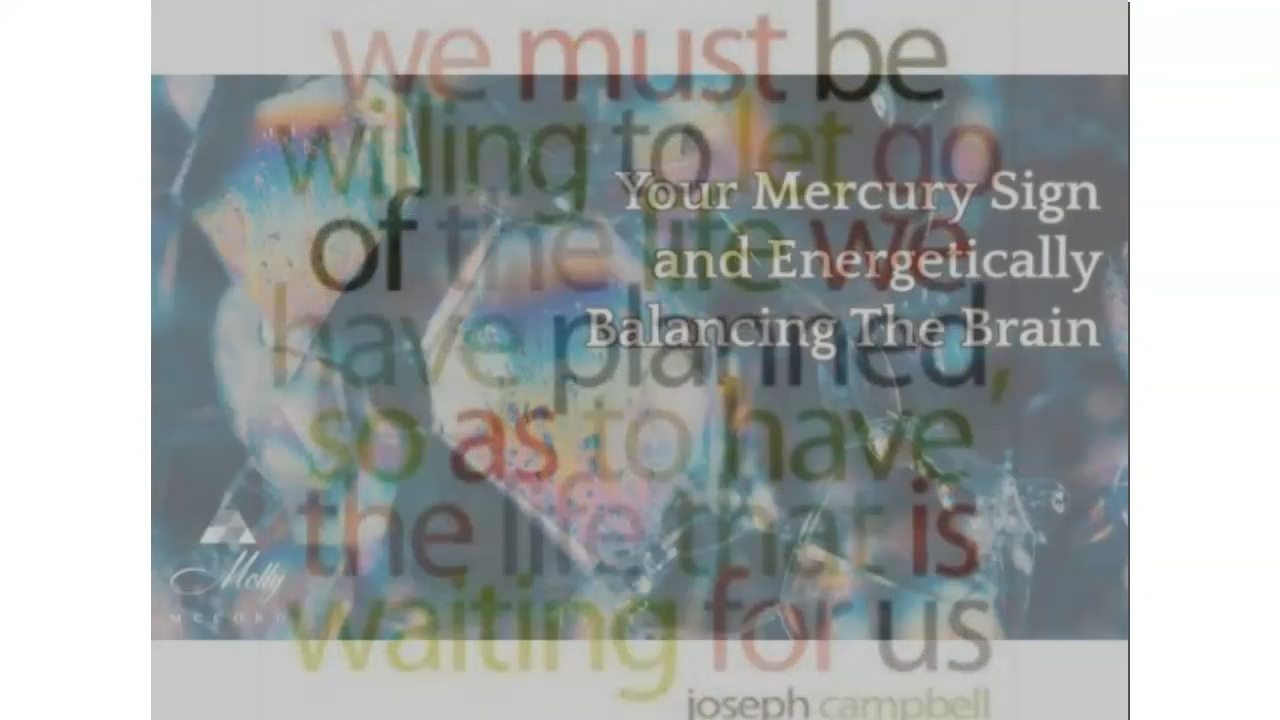 we must be
willing to let go
of the life we
have planned,
so as to have
the life that is
waiting for us
joseph campbell
Your Mercury Sign
and Energetically
Balancing The Brain
Molly
MCCORD